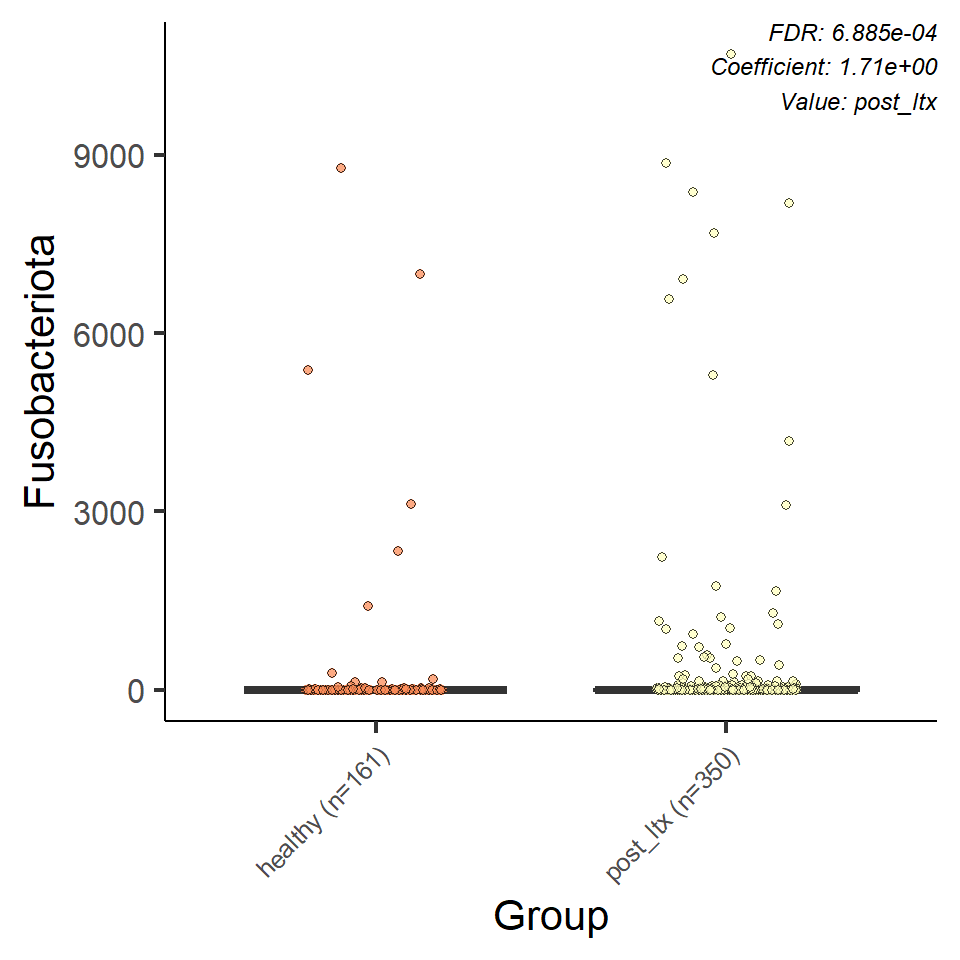 FDR: 6.885e-04
Coefficient: 1.71e+00
Value: post_ltx
9000
6000
3000
0
Fusobacteriota
healthy (n=161)
post_ltx (n=350)
Group